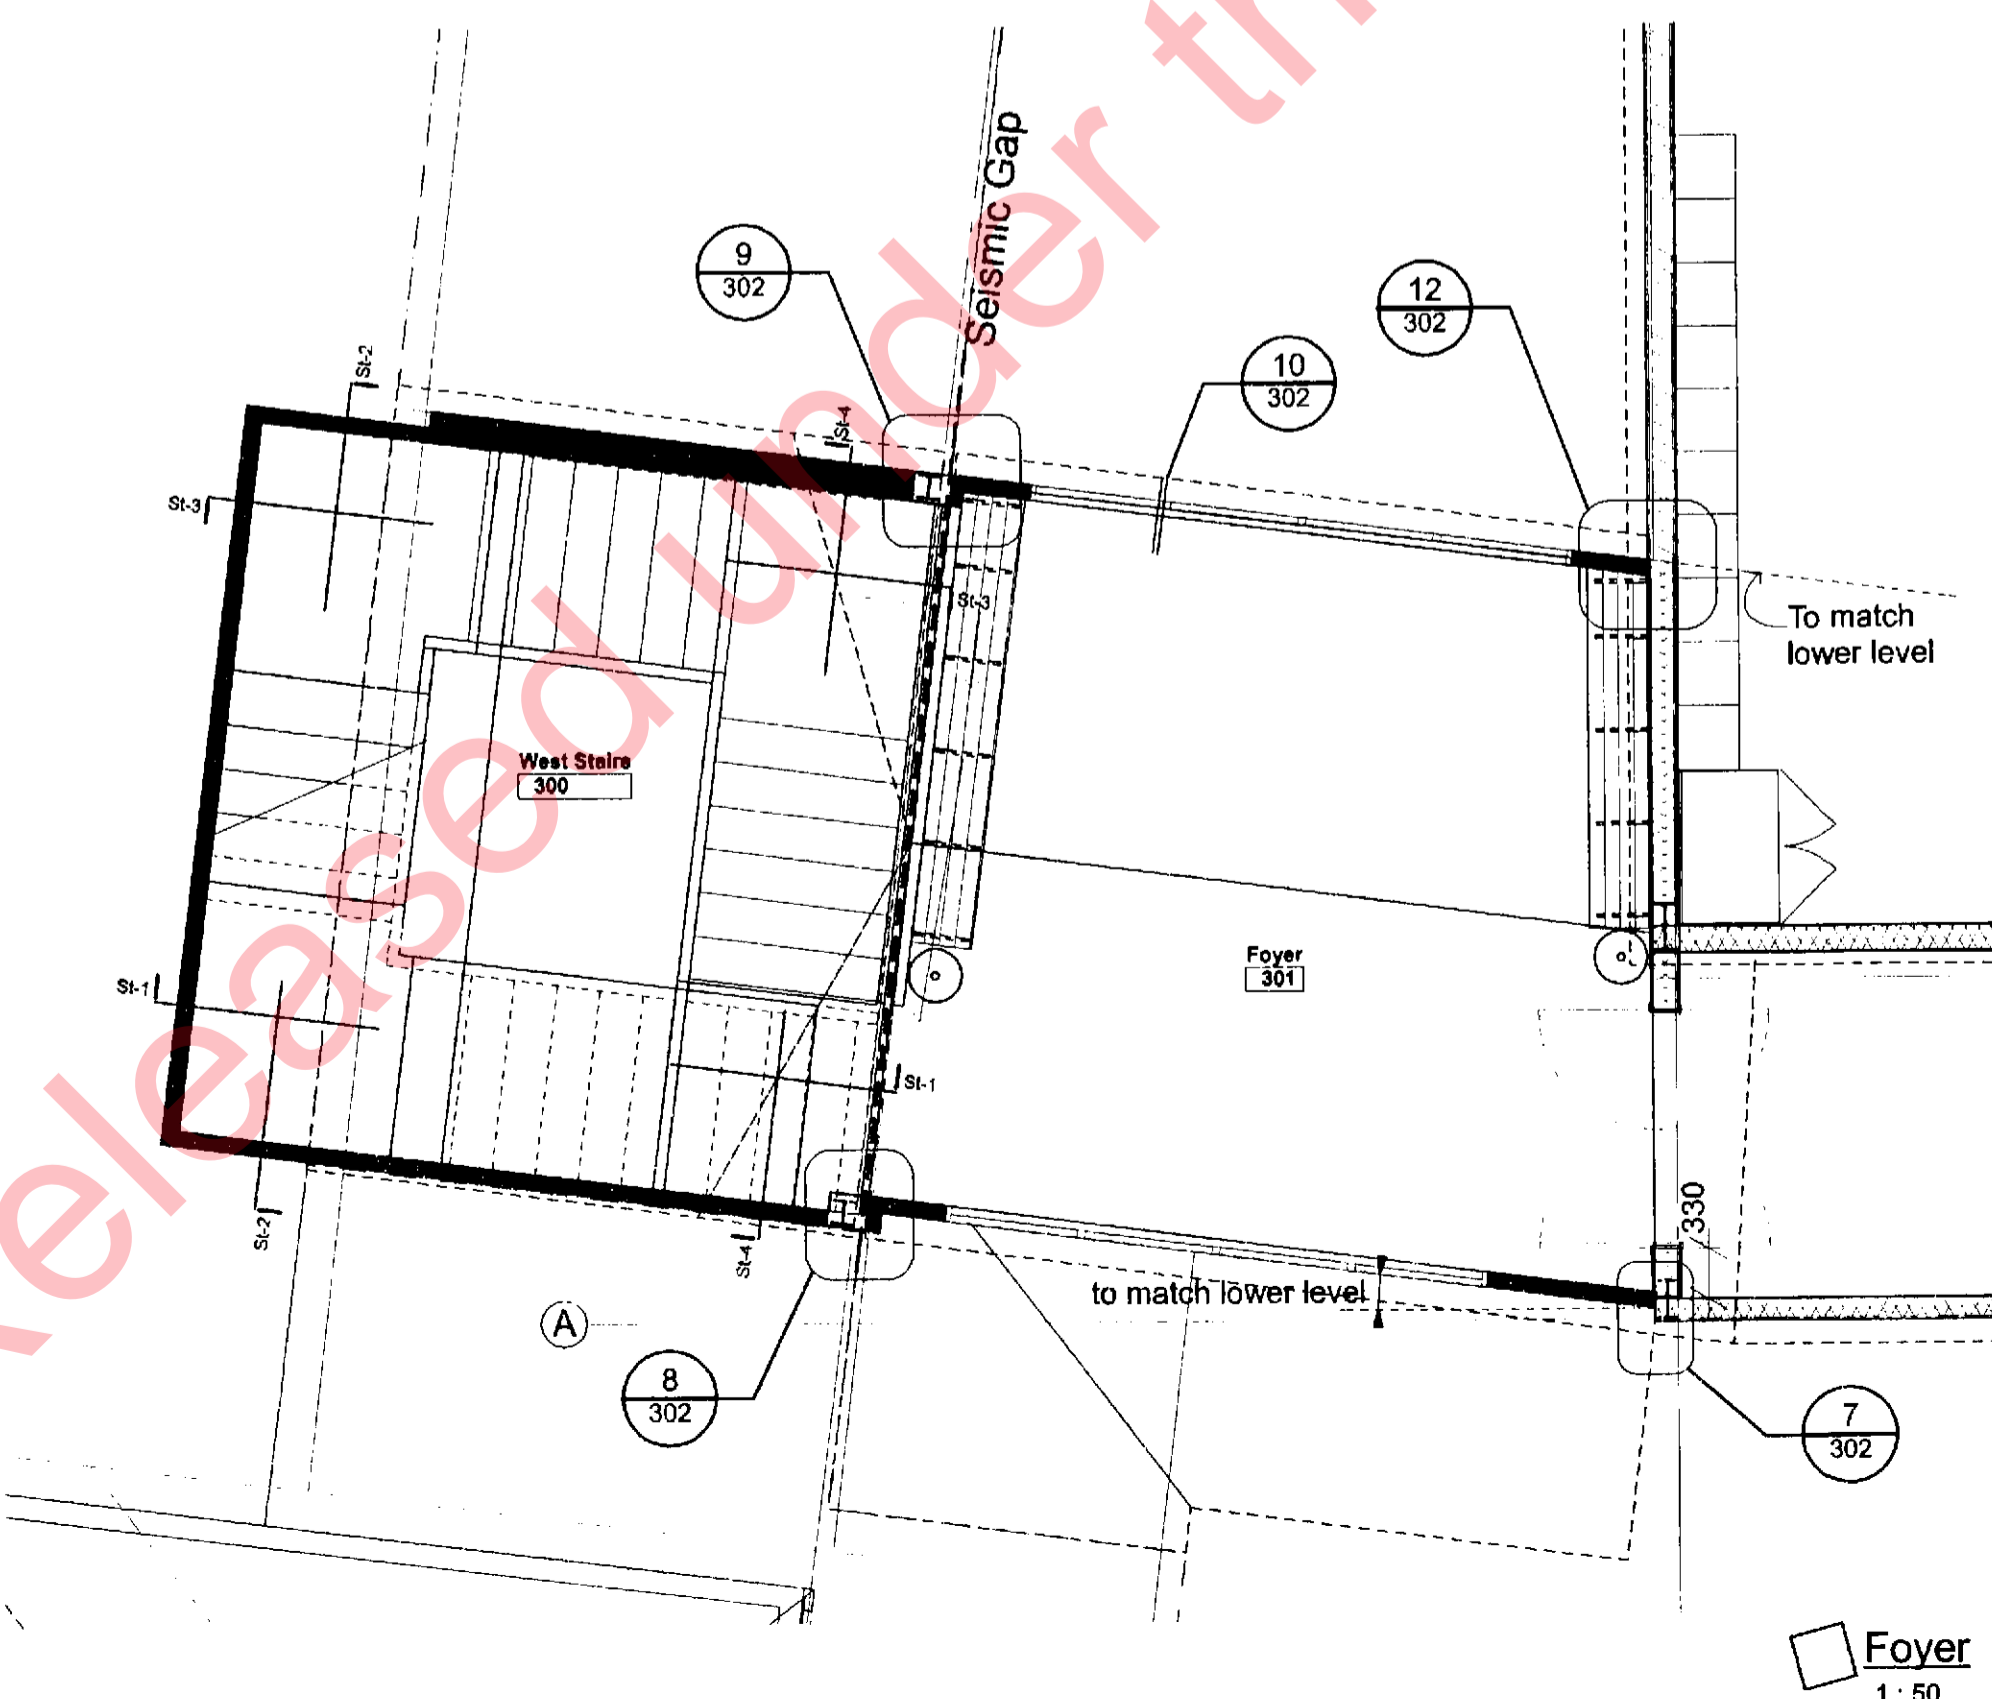 Released under th
Seismic Gap
9
302
12
302
10
302
St-2
St-4
St-3
St-3
To match
lower level
West Stairs
300
Foyer
301
St-1
St-1
330
St-2
St-4
to match lower level
A
8
302
7
302
Foyer
1 : 50